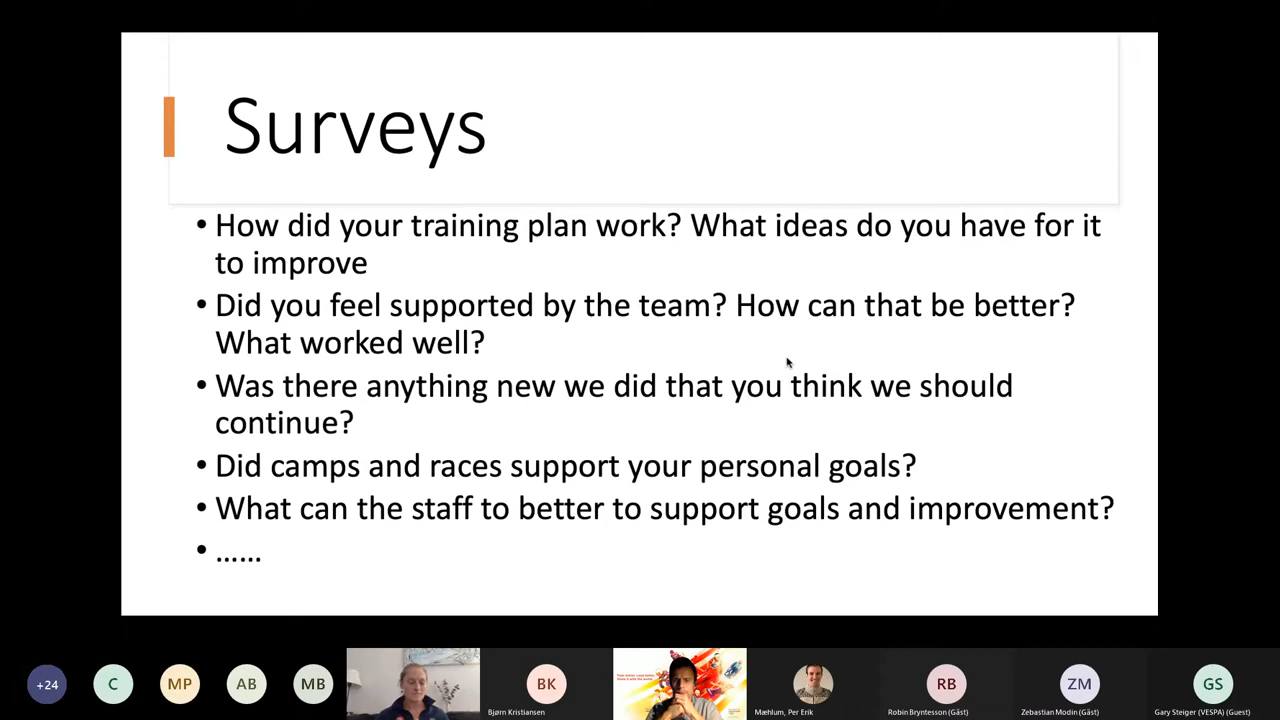 Surveys
• How did your training plan work? What ideas do you have for it
to improve
• Did you feel supported by the team? How can that be better?
What worked well?
• Was there anything new we did that you think we should
continue?
• Did camps and races support your personal goals?
• What can the staff to better to support goals and improvement?
• ……
+24
C
MP
AB
MB
BK
RB
ZM
GS
Bjørn Kristiansen
Mæhlum, Per Erik
Robin Bryntesson (Gäst)
Zebastian Modin (Gäst)
Gary Steiger (VESPA) (Guest)